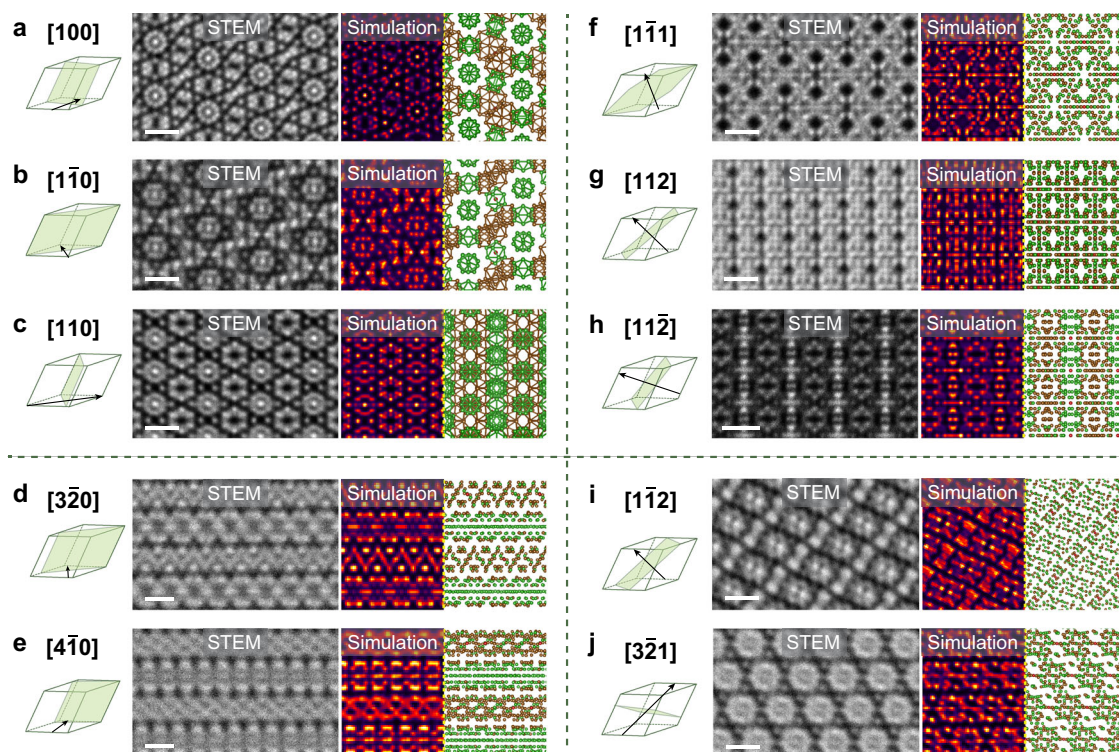 a [100] STEM Simulation
b [11̄0] STEM Simulation
c [110] STEM Simulation
d [32̄0] STEM Simulation
e [41̄0] STEM Simulation
f [11̄1] STEM Simulation
g [112] STEM Simulation
h [112̄] STEM Simulation
i [11̄2] STEM Simulation
j [32̄1] STEM Simulation